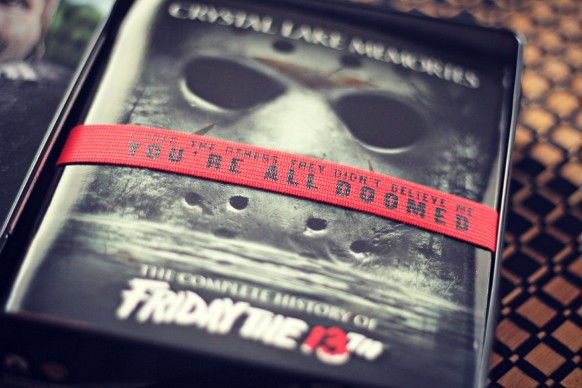 CRYSTAL LAKE MEMORIES
THE OTHERS THEY DIDN'T BELIEVE ME
YOU'RE ALL DOOMED
THE COMPLETE HISTORY OF
FRIDAY THE 13TH